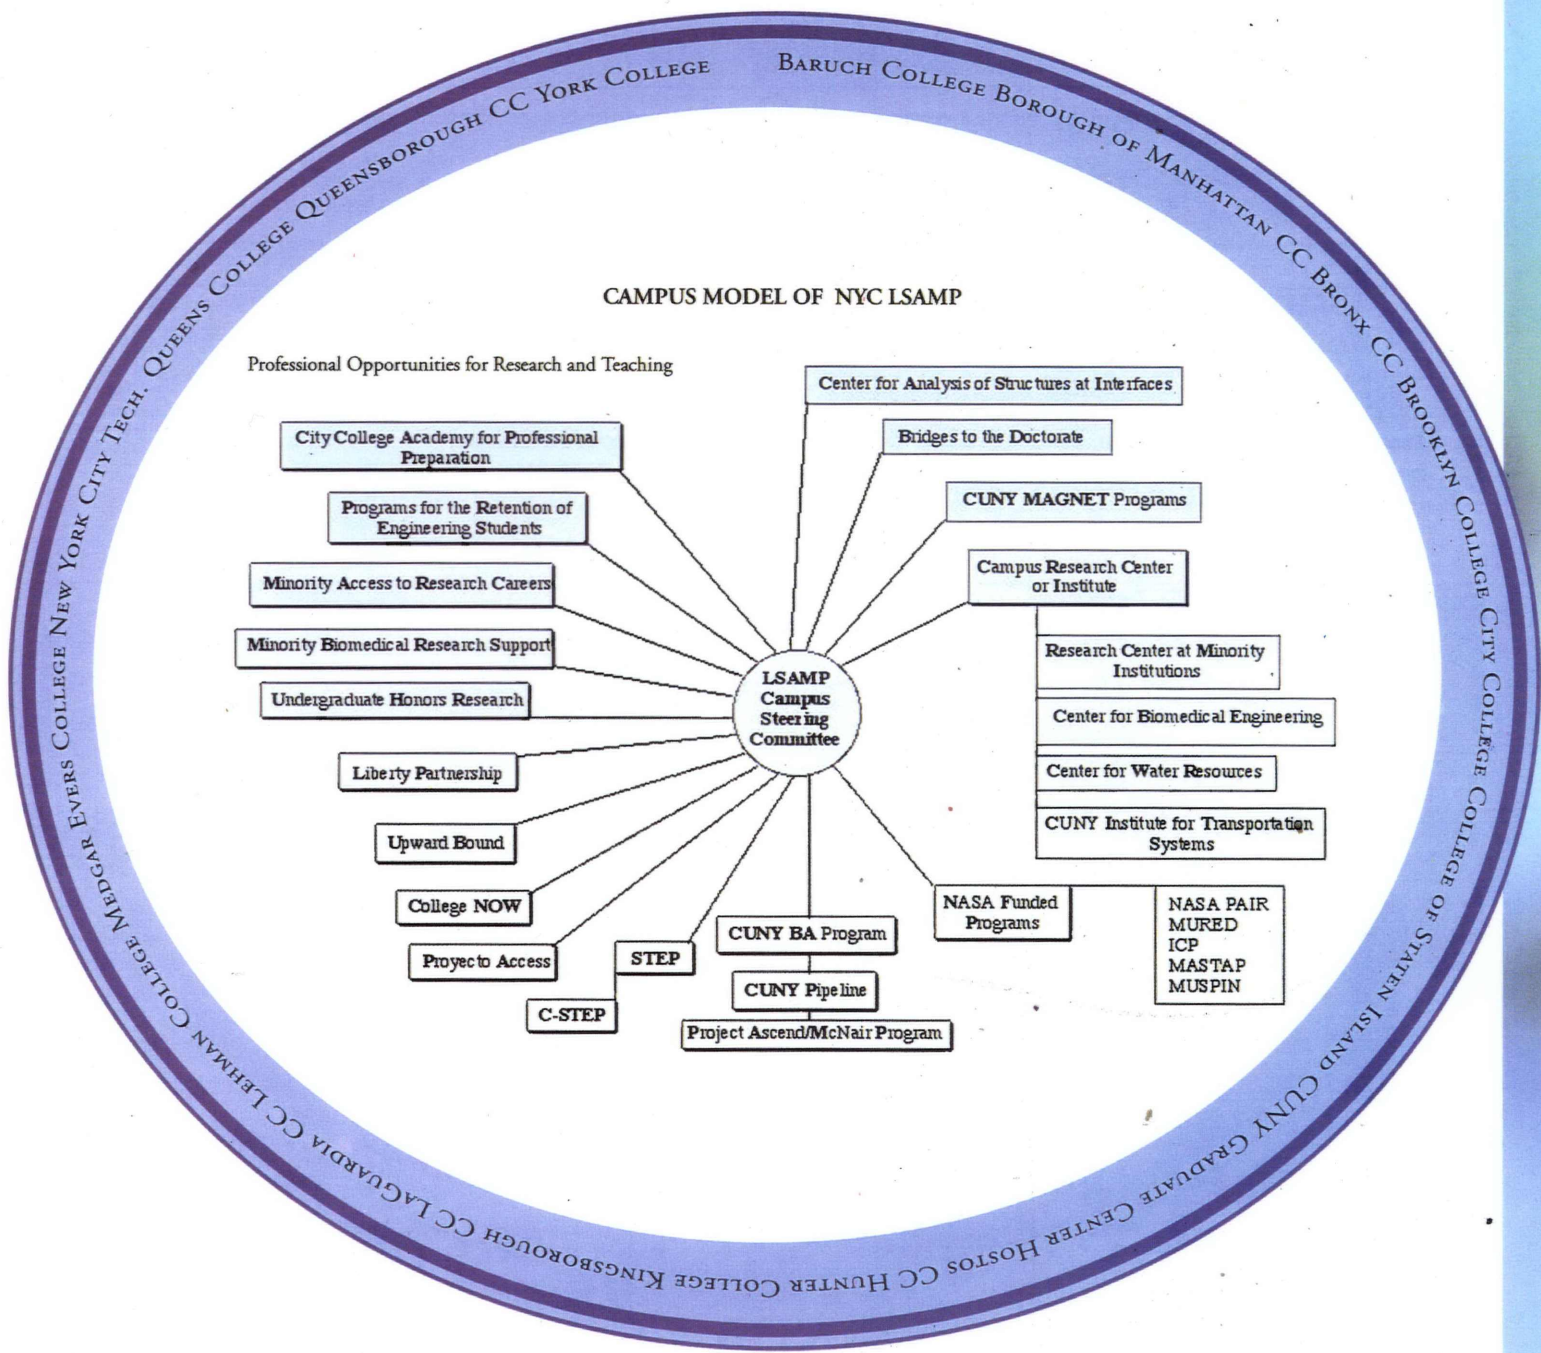 BARUCH COLLEGE BOROUGH OF MANHATTAN CC BRONX CC BROOKLYN COLLEGE CITY COLLEGE COLLEGE OF STATEN ISLAND CUNY GRADUATE CENTER HOSTOS CC HUNTER COLLEGE KINGSBOROUGH CC LAGUARDIA CC LEHMAN COLLEGE MEDGAR EVERS COLLEGE NEW YORK CITY TECH. QUEENS COLLEGE QUEENSBOROUGH CC YORK COLLEGE
CAMPUS MODEL OF NYC LSAMP
Professional Opportunities for Research and Teaching
City College Academy for Professional
Preparation
Programs for the Retention of
Engineering Students
Minority Access to Research Careers
Minority Biomedical Research Support
Undergraduate Honors Research
Liberty Partnership
Upward Bound
College NOW
Proyecto Access
STEP
C-STEP
CUNY BA Program
CUNY Pipeline
Project Ascend/McNair Program
LSAMP
Campus
Steering
Committee
Center for Analysis of Structures at Interfaces
Bridges to the Doctorate
CUNY MAGNET Programs
Campus Research Center
or Institute
Research Center at Minority
Institutions
Center for Biomedical Engineering
Center for Water Resources
CUNY Institute for Transportation
Systems
NASA Funded
Programs
NASA PAIR
MURED
ICP
MASTAP
MUSPIN